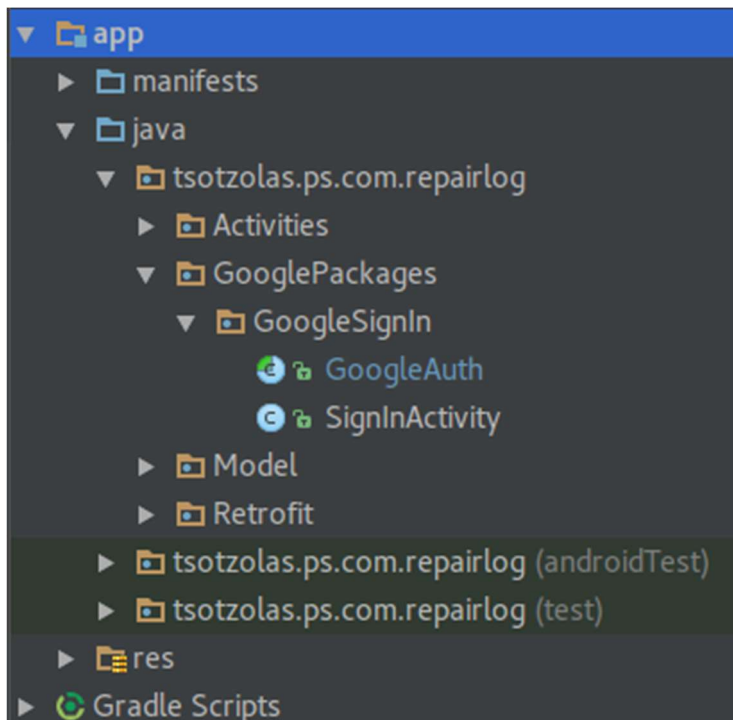 app
manifests
java
tsotzolas.ps.com.repairlog
Activities
GooglePackages
GoogleSignIn
GoogleAuth
SignInActivity
Model
Retrofit
tsotzolas.ps.com.repairlog (androidTest)
tsotzolas.ps.com.repairlog (test)
res
Gradle Scripts